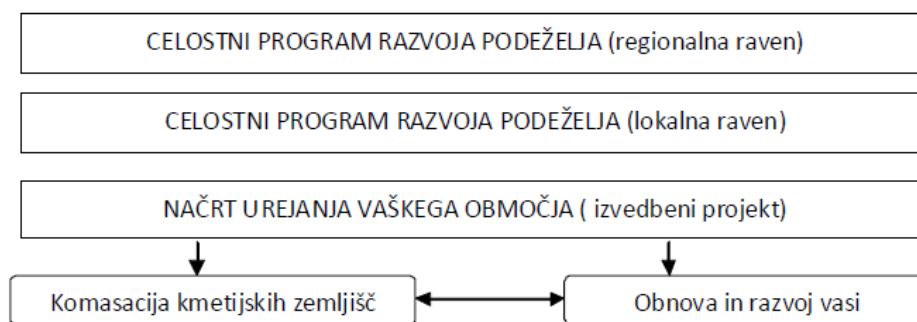 CELOSTNI PROGRAM RAZVOJA PODEŽELJA (regionalna raven)
CELOSTNI PROGRAM RAZVOJA PODEŽELJA (lokalna raven)
NAČRT UREJANJA VAŠKEGA OBMOČJA ( izvedbeni projekt)
Komasacija kmetijskih zemljišč
Obnova in razvoj vasi